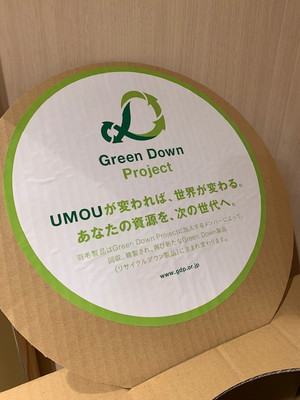 Green Down
Project
UMOUが変われば、世界が変わる。
あなたの資源を、次の世代へ。
羽毛製品はGreen Down Projectに加入するメンバーによって、
回収、精製され、再び新たなGreen Down製品
(リサイクルダウン製品)に生まれ変わります。
www.gdp.or.jp